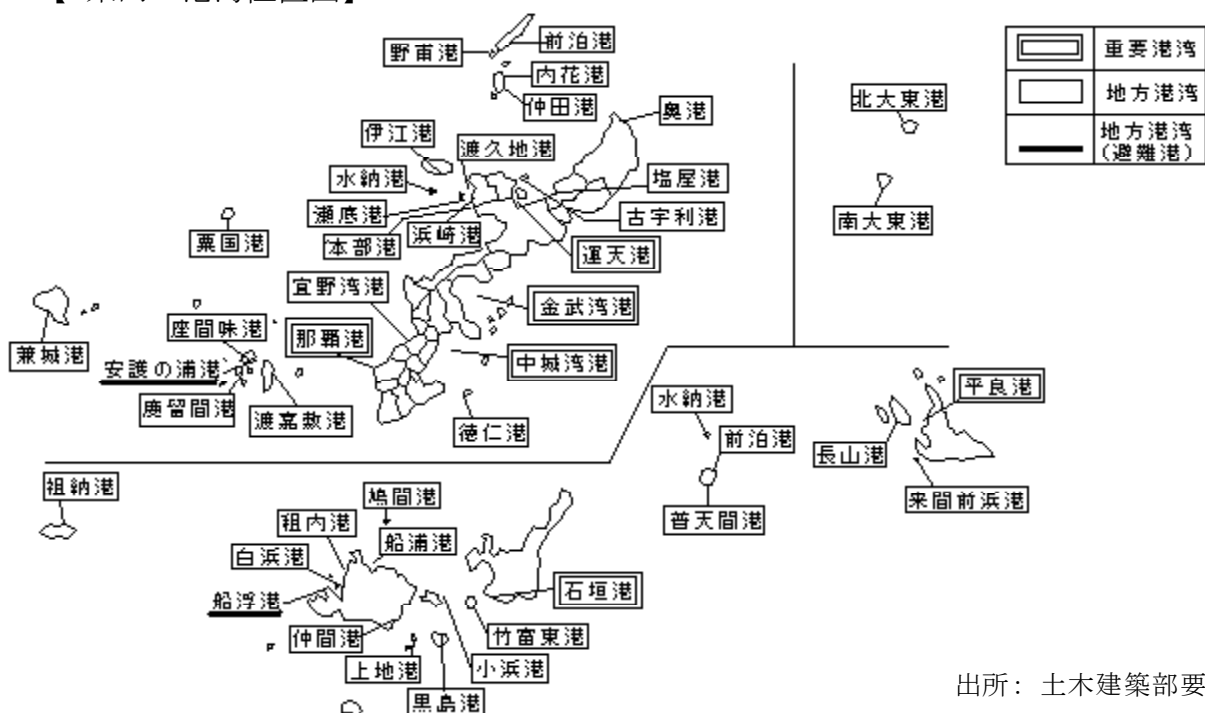 前泊港
野甫港
内花港
仲田港
奥港
伊江港
渡久地港
水納港
塩屋港
瀬底港
古宇利港
本部港
浜崎港
運天港
粟国港
宜野湾港
金武湾港
座間味港
那覇港
兼城港
中城湾港
安護の浦港
鹿留間港
渡嘉敷港
徳仁港
北大東港
南大東港
重要港湾
地方港湾
地方港湾
(避難港)
水納港
前泊港
平良港
長山港
普天間港
来間前浜港
祖納港
鳩間港
租内港
船浦港
白浜港
船浮港
石垣港
仲間港
竹富東港
上地港
小浜港
黒島港
出所: 土木建築部要